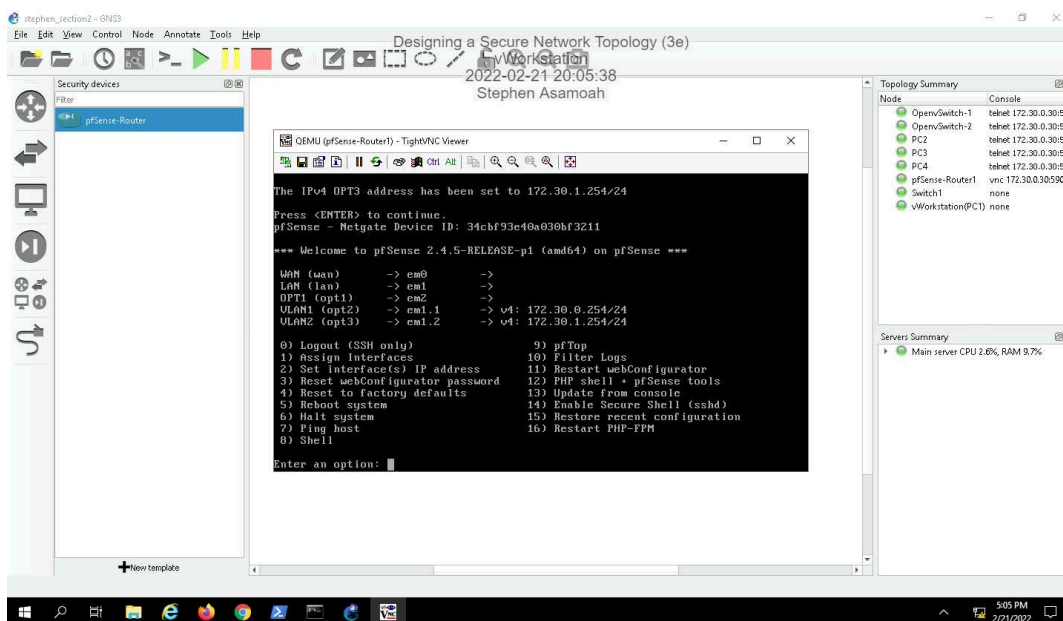 stephen_section2 - GNS3
File Edit View Control Node Annotate Tools Help
Designing a Secure Network Topology (3e)
vWorkstation
2022-02-21 20:05:38
Stephen Asamoah
Security devices
Filter
pfSense-Router
New template
QEMU (pfSense-Router1) - TightVNC Viewer
Ctrl Alt
The IPv4 OPT3 address has been set to 172.30.1.254/24
Press <ENTER> to continue.
pfSense - Netgate Device ID: 34cbf93e40a030bf3211
*** Welcome to pfSense 2.4.5-RELEASE-p1 (amd64) on pfSense ***
WAN (wan) -> em0 ->
LAN (lan) -> em1 ->
OPT1 (opt1) -> em2 ->
VLAN1 (opt2) -> em1.1 -> v4: 172.30.0.254/24
VLAN2 (opt3) -> em1.2 -> v4: 172.30.1.254/24
0) Logout (SSH only) 9) pfTop
1) Assign Interfaces 10) Filter Logs
2) Set interface(s) IP address 11) Restart webConfigurator
3) Reset webConfigurator password 12) PHP shell + pfSense tools
4) Reset to factory defaults 13) Update from console
5) Reboot system 14) Enable Secure Shell (sshd)
6) Halt system 15) Restore recent configuration
7) Ping host 16) Restart PHP-FPM
8) Shell
Enter an option:
Topology Summary
Node Console
OpenvSwitch-1 telnet 172.30.0.30:5
OpenvSwitch-2 telnet 172.30.0.30:5
PC2 telnet 172.30.0.30:5
PC3 telnet 172.30.0.30:5
PC4 telnet 172.30.0.30:5
pfSense-Router1 vnc 172.30.0.30:590
Switch1 none
vWorkstation(PC1) none
Servers Summary
Main server CPU 2.6%, RAM 9.7%
5:05 PM
2/21/2022